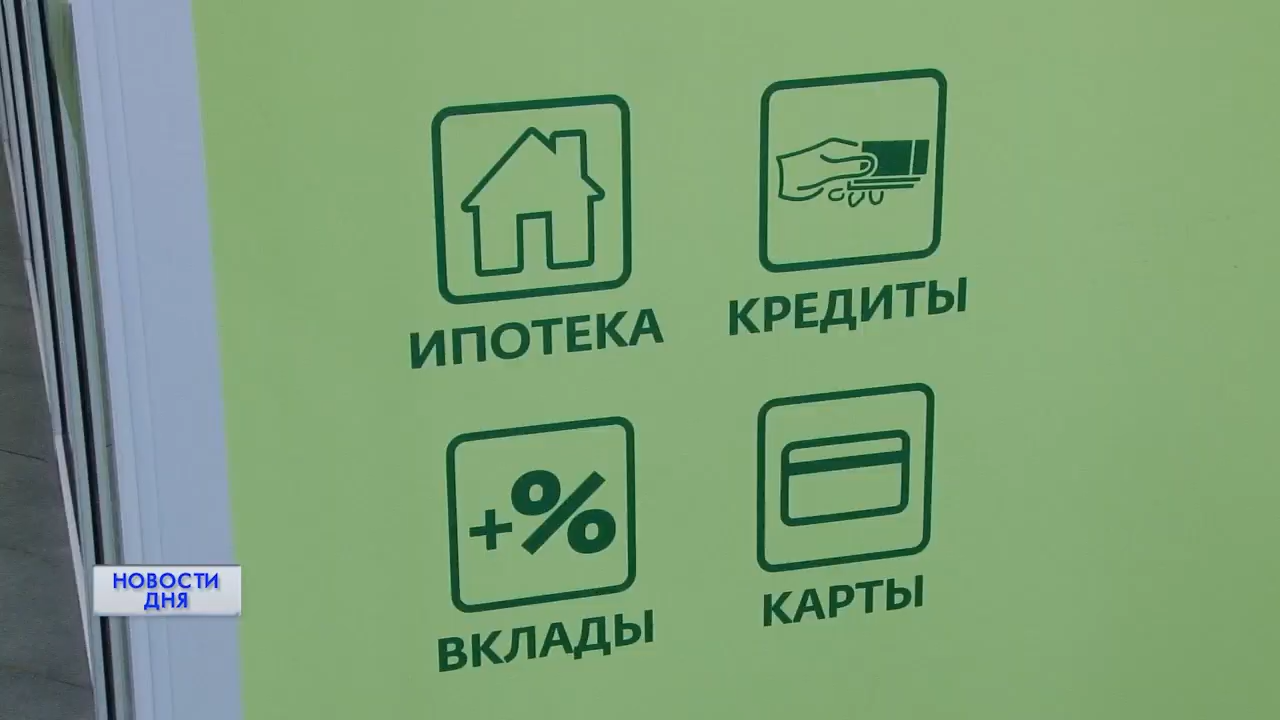 ИПОТЕКА
КРЕДИТЫ
+%
ВКЛАДЫ
КАРТЫ
НОВОСТИ
ДНЯ